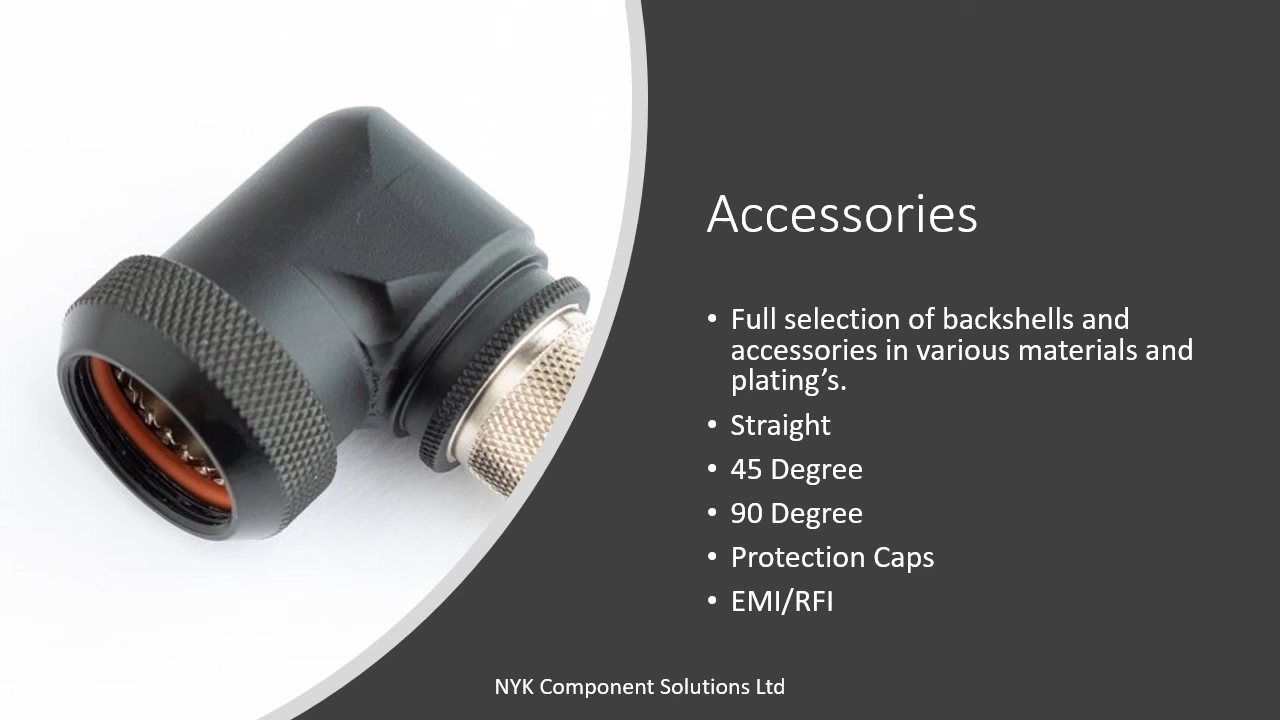 Accessories
• Full selection of backshells and
accessories in various materials and
plating’s.
• Straight
• 45 Degree
• 90 Degree
• Protection Caps
• EMI/RFI
NYK Component Solutions Ltd